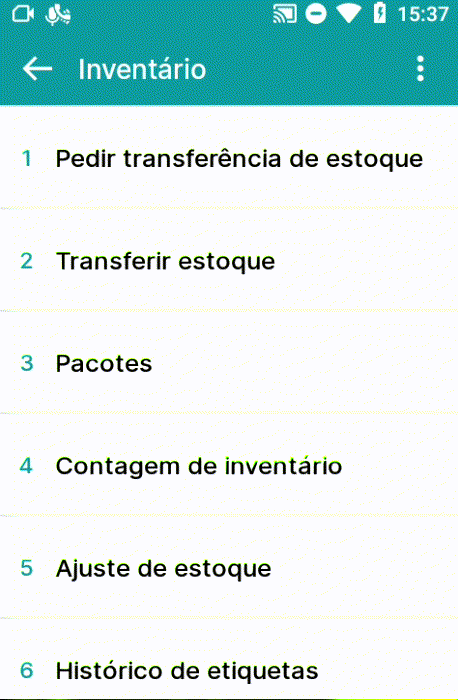 15:37
Inventário
1 Pedir transferência de estoque
2 Transferir estoque
3 Pacotes
4 Contagem de inventário
5 Ajuste de estoque
6 Histórico de etiquetas